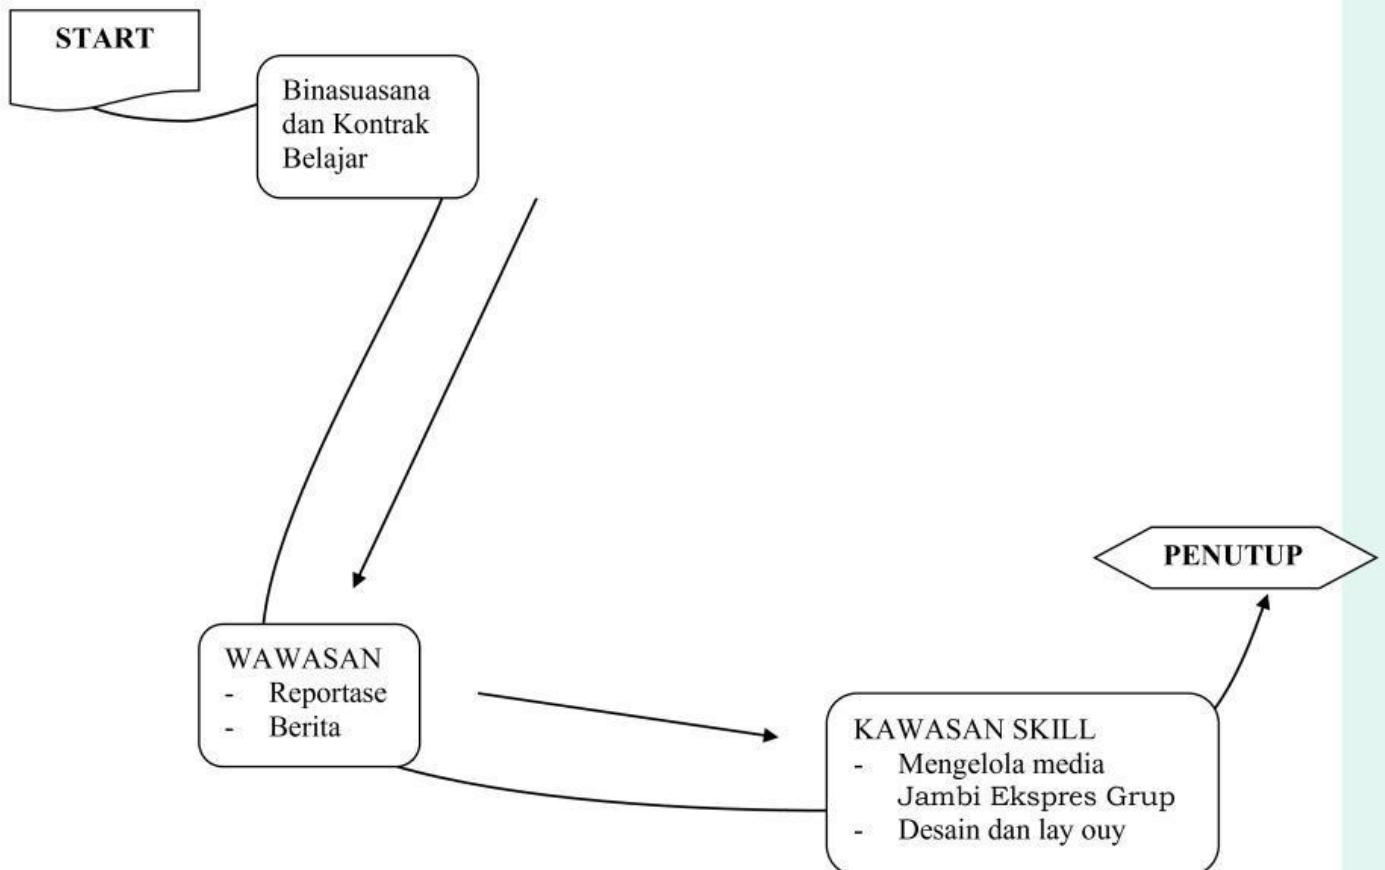 START
Binasuasana
dan Kontrak
Belajar
WAWASAN
- Reportase
- Berita
KAWASAN SKILL
- Mengelola media
Jambi Ekspres Grup
- Desain dan lay ouy
PENUTUP